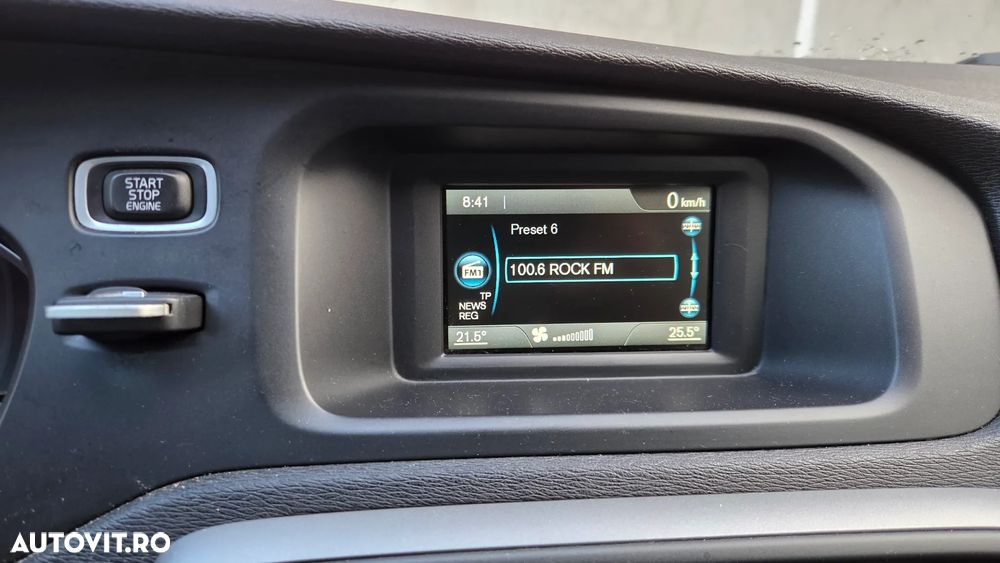 START
STOP
ENGINE
8:41
0 km/h
Preset 6
FM1
100.6 ROCK FM
TP
NEWS
REG
21.5°
25.5°
AUTOVIT.RO